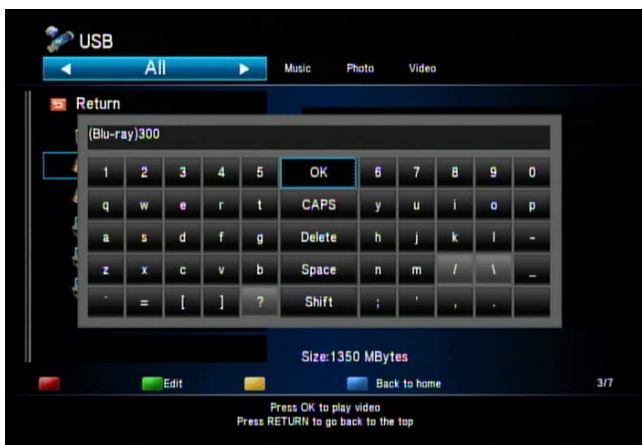 USB
All Music Photo Video
Return
(Blu-ray)300
1 2 3 4 5 OK 6 7 8 9 0
q w e r t CAPS y u i o p
a s d f g Delete h j k l -
z x c v b Space n m / \ _
` = [ ] ? Shift ; ' , .
Size:1350 MBytes
Edit Back to home 3/7
Press OK to play video
Press RETURN to go back to the top